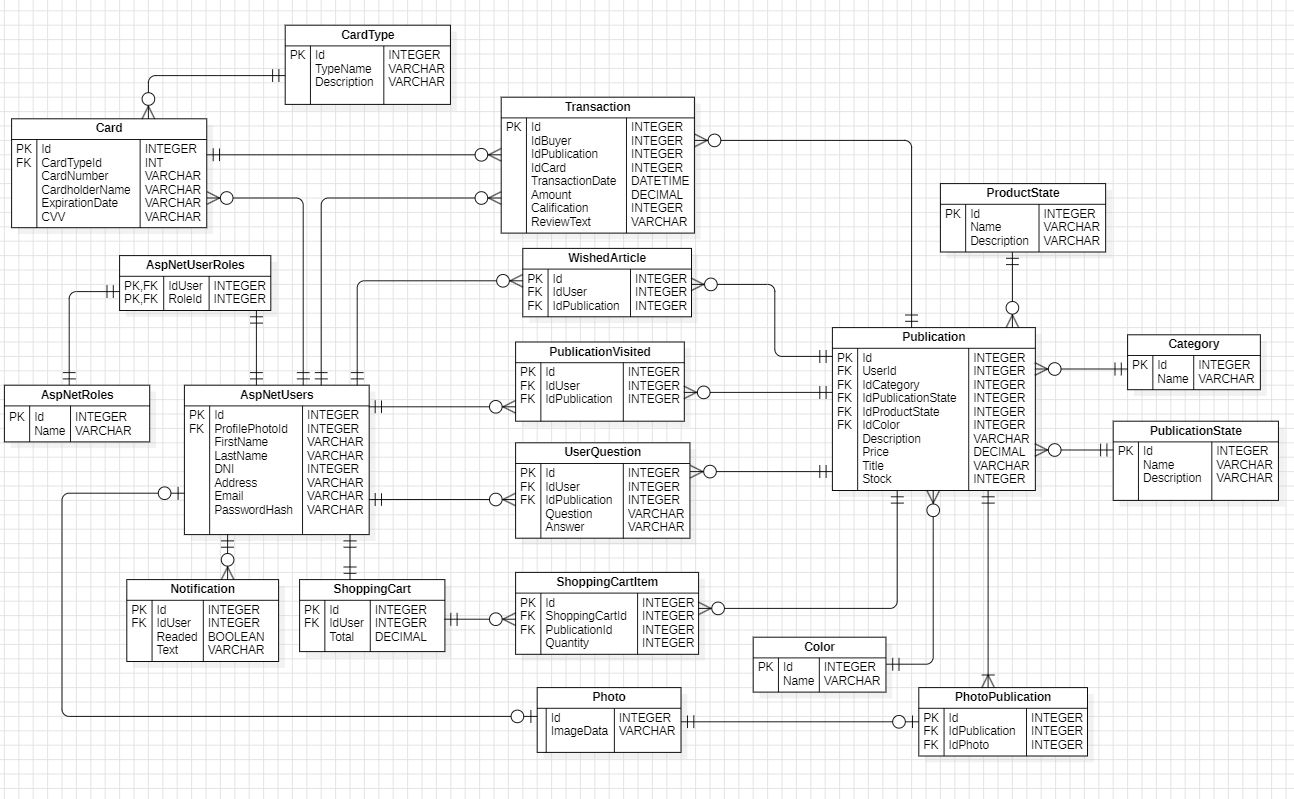 CardType
PK Id INTEGER
TypeName VARCHAR
Description VARCHAR
Card
PK Id INTEGER
FK CardTypeId INT
CardNumber VARCHAR
CardholderName VARCHAR
ExpirationDate VARCHAR
CVV VARCHAR
Transaction
PK Id INTEGER
IdBuyer INTEGER
IdPublication INTEGER
IdCard INTEGER
TransactionDate DATETIME
Amount DECIMAL
Calification INTEGER
ReviewText VARCHAR
ProductState
PK Id INTEGER
Name VARCHAR
Description VARCHAR
AspNetUserRoles
PK,FK IdUser INTEGER
PK,FK RoleId INTEGER
WishedArticle
PK Id INTEGER
FK IdUser INTEGER
FK IdPublication INTEGER
Publication
PK Id INTEGER
FK UserId INTEGER
FK IdCategory INTEGER
FK IdPublicationState INTEGER
FK IdProductState INTEGER
FK IdColor INTEGER
Description VARCHAR
Price DECIMAL
Title VARCHAR
Stock INTEGER
Category
PK Id INTEGER
Name VARCHAR
PublicationVisited
PK Id INTEGER
FK IdUser INTEGER
FK IdPublication INTEGER
AspNetRoles
PK Id INTEGER
Name VARCHAR
AspNetUsers
PK Id INTEGER
FK ProfilePhotoId INTEGER
FirstName VARCHAR
LastName VARCHAR
DNI INTEGER
Address VARCHAR
Email VARCHAR
PasswordHash VARCHAR
PublicationState
PK Id INTEGER
Name VARCHAR
Description VARCHAR
UserQuestion
PK Id INTEGER
FK IdUser INTEGER
FK IdPublication INTEGER
Question VARCHAR
Answer VARCHAR
Notification
PK Id INTEGER
FK IdUser INTEGER
Readed BOOLEAN
Text VARCHAR
ShoppingCart
PK Id INTEGER
FK IdUser INTEGER
Total DECIMAL
ShoppingCartItem
PK Id INTEGER
FK ShoppingCartId INTEGER
FK PublicationId INTEGER
Quantity INTEGER
Color
PK Id INTEGER
Name VARCHAR
Photo
Id INTEGER
ImageData VARCHAR
PhotoPublication
PK Id INTEGER
FK IdPublication INTEGER
FK IdPhoto INTEGER